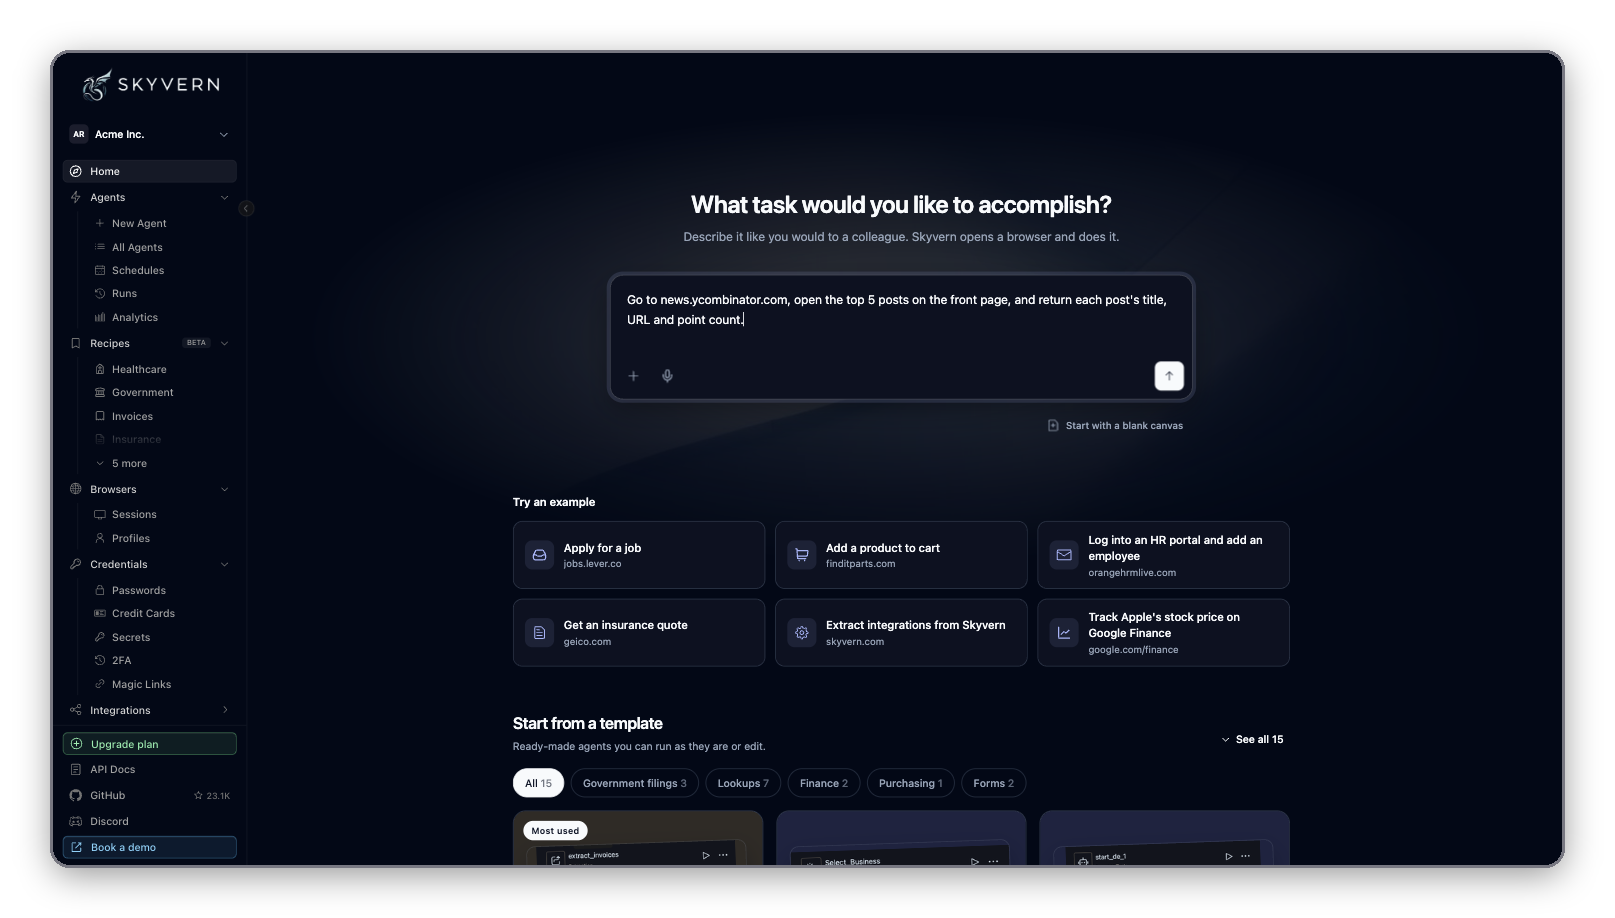 SKYVERN
AR Acme Inc.
Home
Agents
New Agent
All Agents
Schedules
Runs
Analytics
Recipes BETA
Healthcare
Government
Invoices
Insurance
5 more
Browsers
Sessions
Profiles
Credentials
Passwords
Credit Cards
Secrets
2FA
Magic Links
Integrations
Upgrade plan
API Docs
GitHub 23.1K
Discord
Book a demo
What task would you like to accomplish?
Describe it like you would to a colleague. Skyvern opens a browser and does it.
Go to news.ycombinator.com, open the top 5 posts on the front page, and return each post's title,
URL and point count.
Start with a blank canvas
Try an example
Apply for a job
jobs.lever.co
Add a product to cart
finditparts.com
Log into an HR portal and add an
employee
orangehrmlive.com
Get an insurance quote
geico.com
Extract integrations from Skyvern
skyvern.com
Track Apple's stock price on
Google Finance
google.com/finance
Start from a template
Ready-made agents you can run as they are or edit.
See all 15
All 15
Government filings 3
Lookups 7
Finance 2
Purchasing 1
Forms 2
Most used
extract_invoices
Select_Business
start_de_1